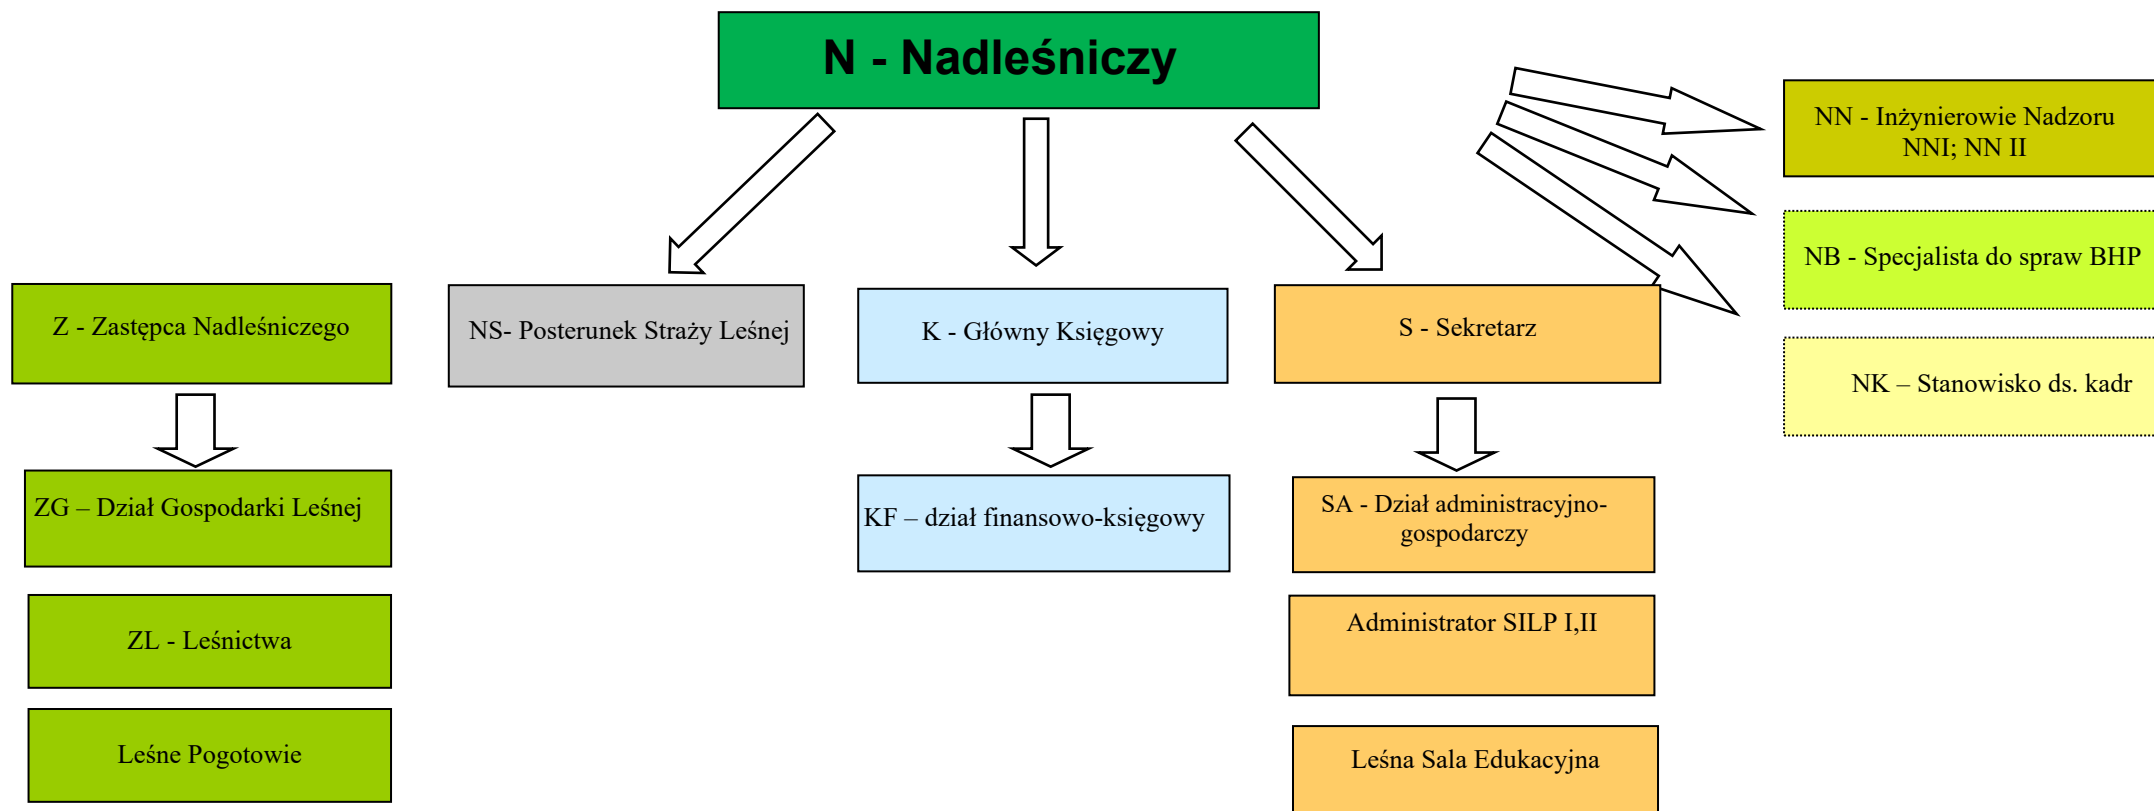 N - Nadleśniczy
NN - Inżynierowie Nadzoru
NNI; NN II
NB - Specjalista do spraw BHP
NK – Stanowisko ds. kadr
Z - Zastępca Nadleśniczego
NS- Posterunek Straży Leśnej
K - Główny Księgowy
S - Sekretarz
ZG – Dział Gospodarki Leśnej
KF – dział finansowo-księgowy
SA - Dział administracyjno-
gospodarczy
ZL - Leśnictwa
Administrator SILP I,II
Leśne Pogotowie
Leśna Sala Edukacyjna